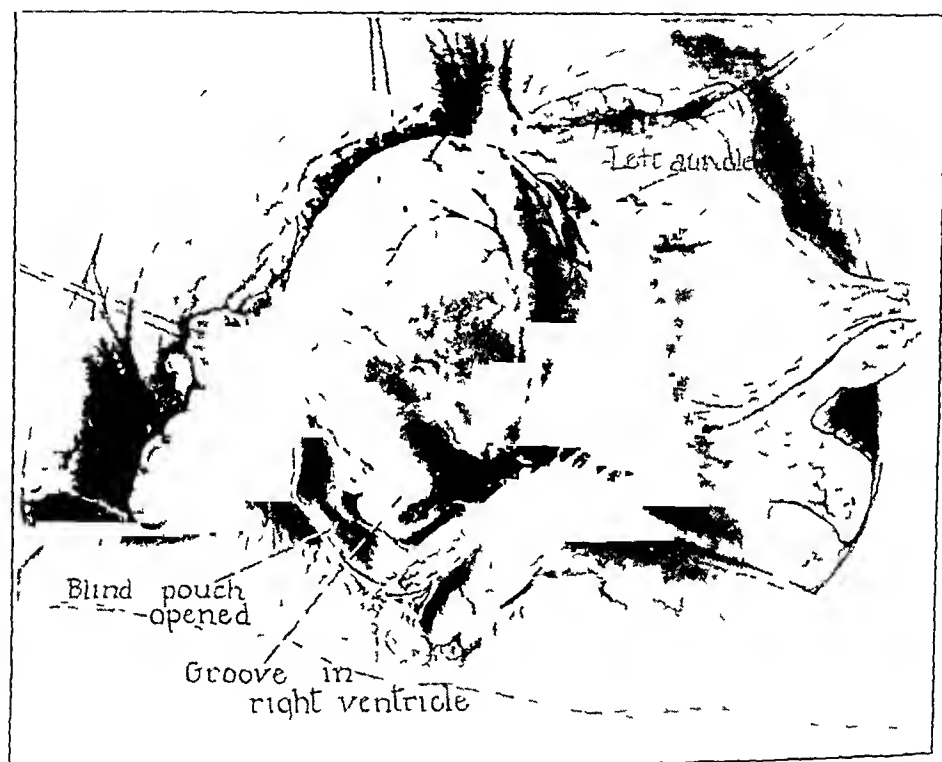 Left auricle
Blind pouch
opened
Groove in
right ventricle